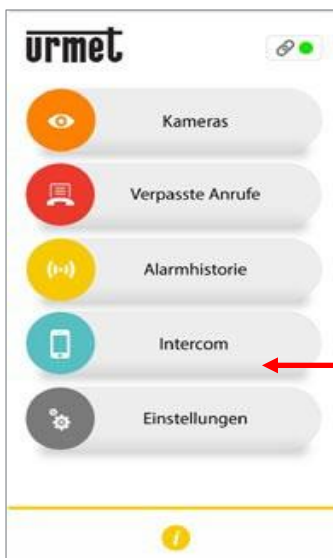 urmet
Kameras
Verpasste Anrufe
Alarmhistorie
Intercom
Einstellungen
i